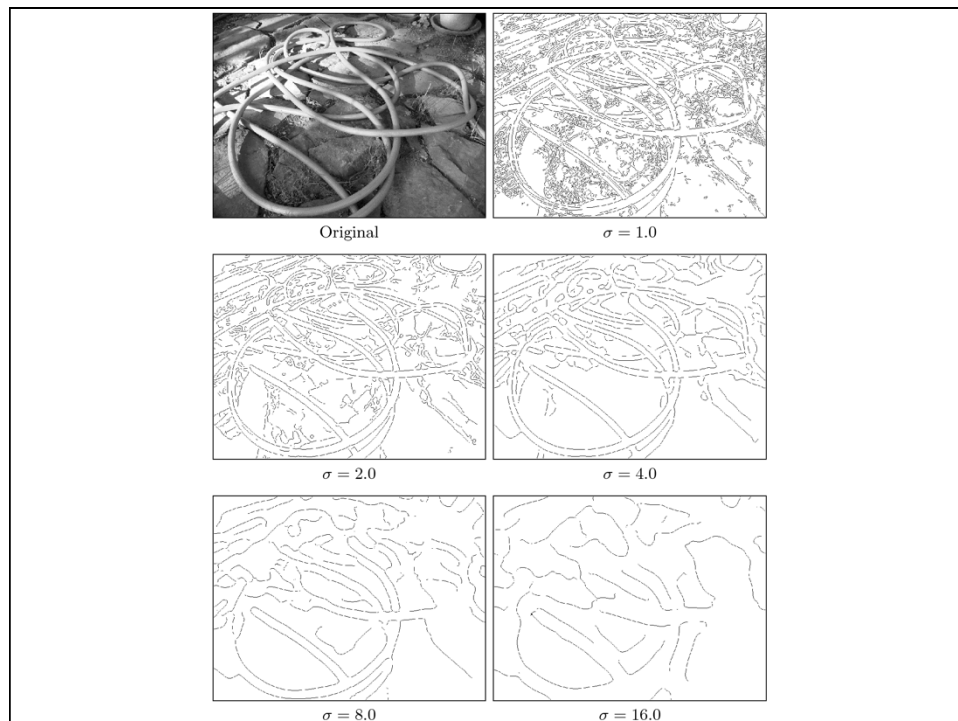 Original
σ = 1.0
σ = 2.0
σ = 4.0
σ = 8.0
σ = 16.0